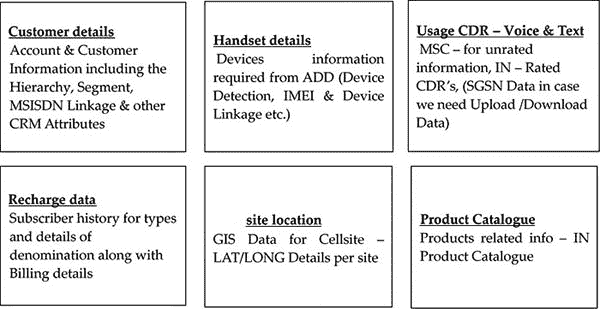 Customer details
Account & Customer
Information including the
Hierarchy, Segment,
MSISDN Linkage & other
CRM Attributes
Handset details
Devices information
required from ADD (Device
Detection, IMEI & Device
Linkage etc.)
Usage CDR – Voice & Text
MSC – for unrated
information, IN – Rated
CDR's, (SGSN Data in case
we need Upload /Download
Data)
Recharge data
Subscriber history for types
and details of
denomination along with
Billing details
site location
GIS Data for Cellsite –
LAT/LONG Details per site
Product Catalogue
Products related info – IN
Product Catalogue